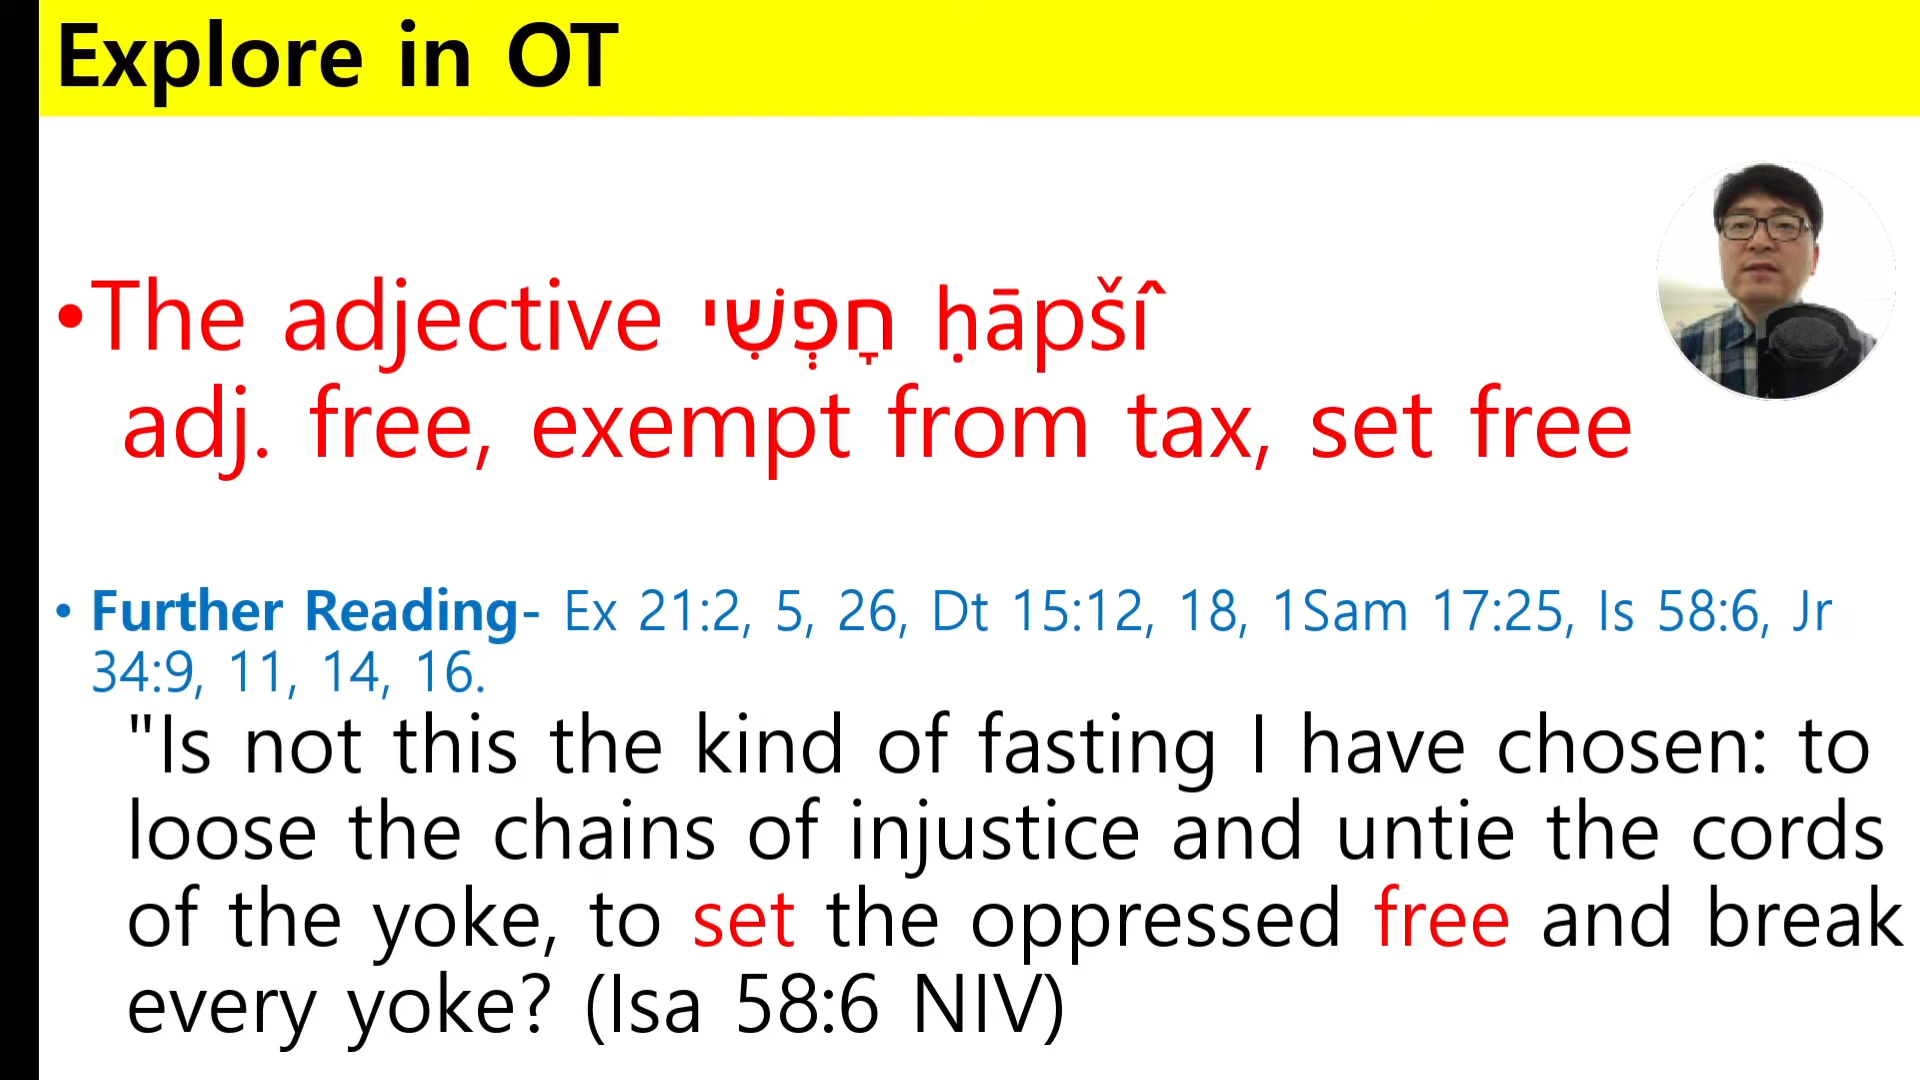 Explore in OT
•The adjective חָפְשִׁי ḥāpšî
adj. free, exempt from tax, set free
• Further Reading- Ex 21:2, 5, 26, Dt 15:12, 18, 1Sam 17:25, Is 58:6, Jr
34:9, 11, 14, 16.
"Is not this the kind of fasting I have chosen: to
loose the chains of injustice and untie the cords
of the yoke, to set the oppressed free and break
every yoke? (Isa 58:6 NIV)